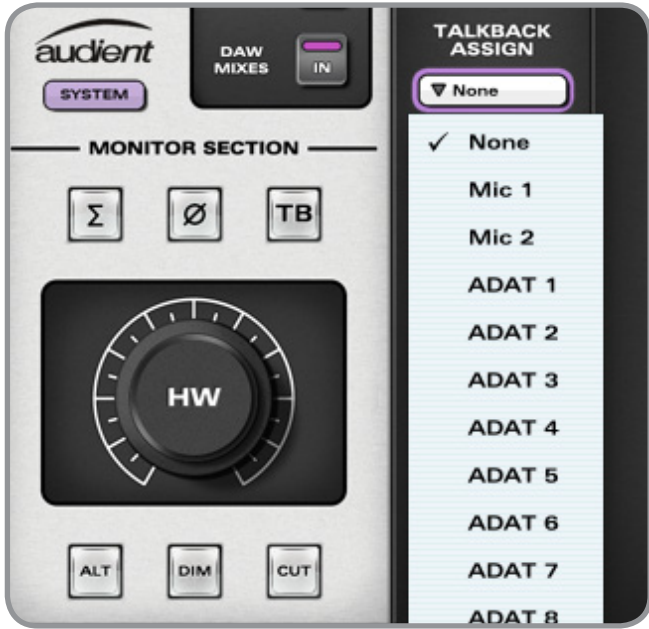 audient
SYSTEM
DAW
MIXES
IN
MONITOR SECTION
Σ
Ø
TB
HW
ALT
DIM
CUT
TALKBACK
ASSIGN
▼ None
✓ None
Mic 1
Mic 2
ADAT 1
ADAT 2
ADAT 3
ADAT 4
ADAT 5
ADAT 6
ADAT 7
ADAT 8